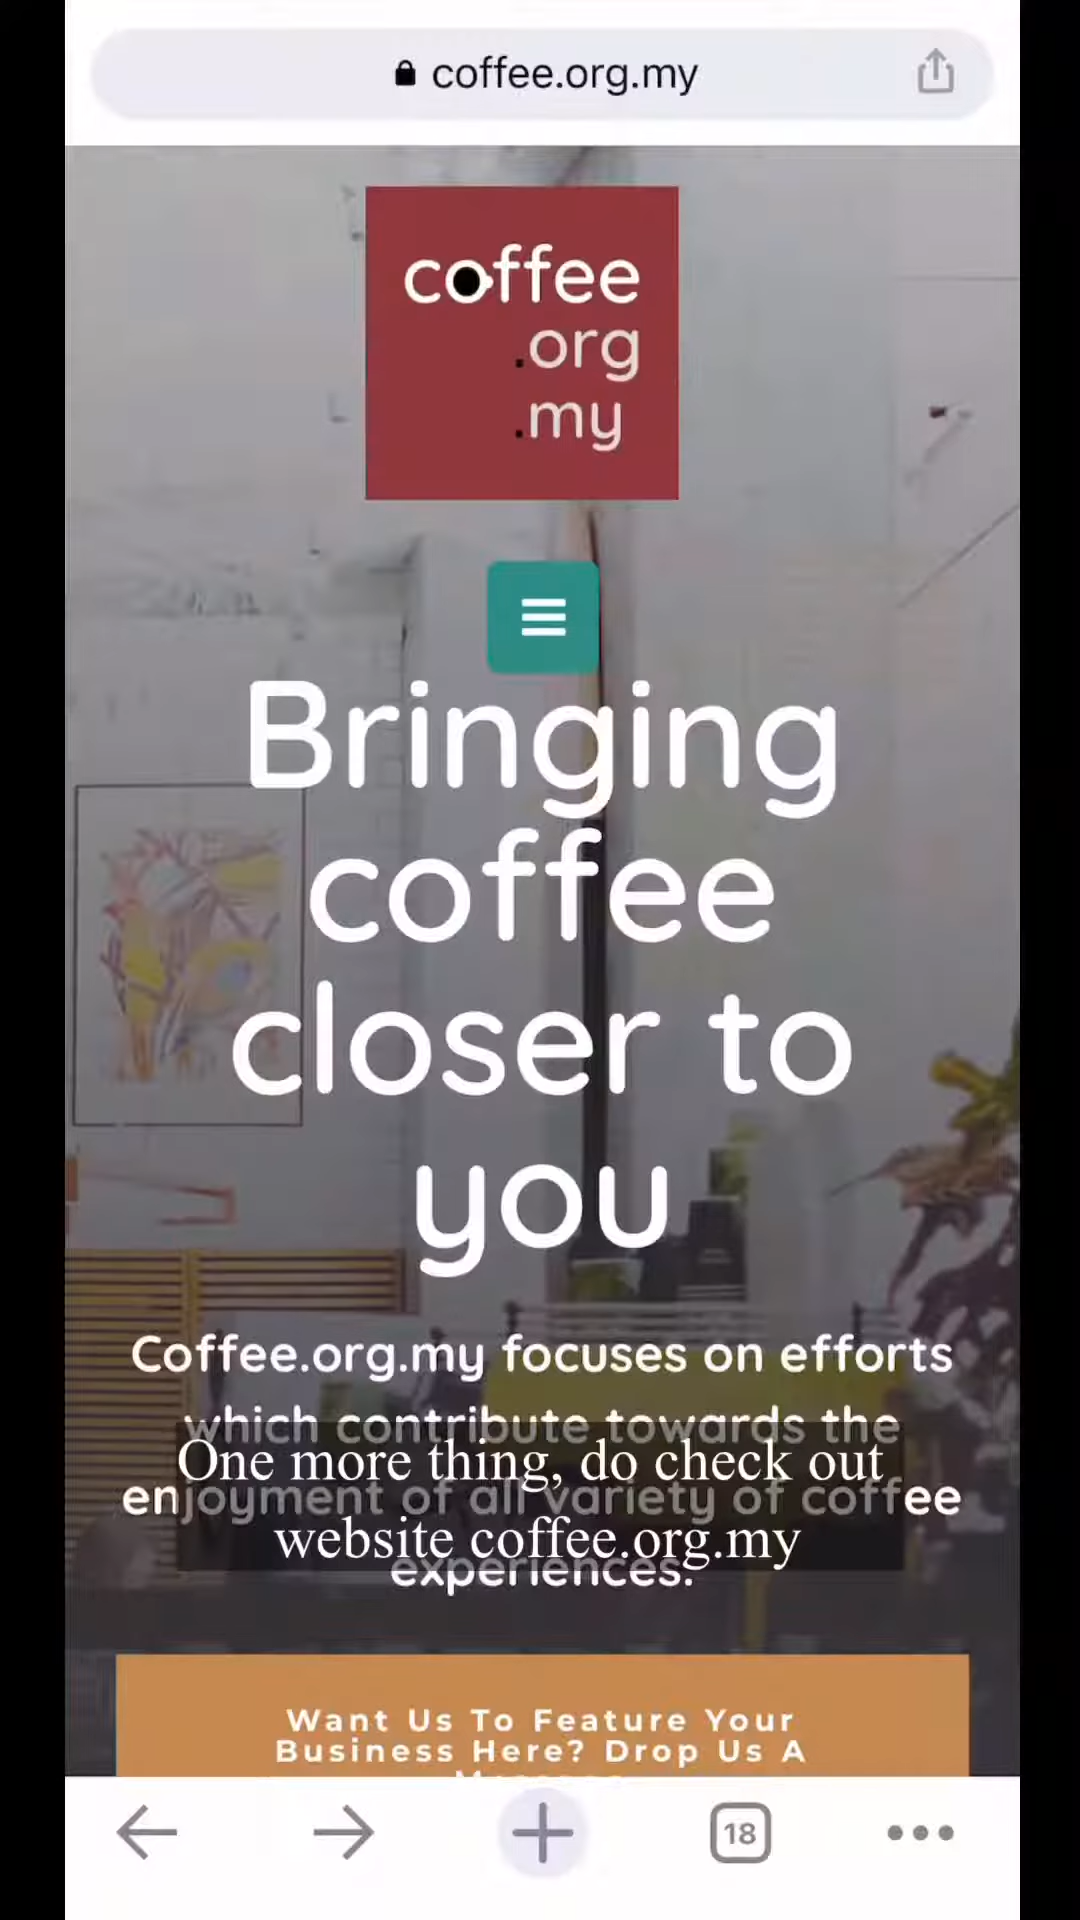 coffee.org.my
coffee
.org
.my
Bringing
coffee
closer to
you
Coffee.org.my focuses on efforts
which contribute towards the
One more thing, do check out
enjoyment of all variety of coffee
website coffee.org.my
experiences.
Want Us To Feature Your
Business Here? Drop Us A
18